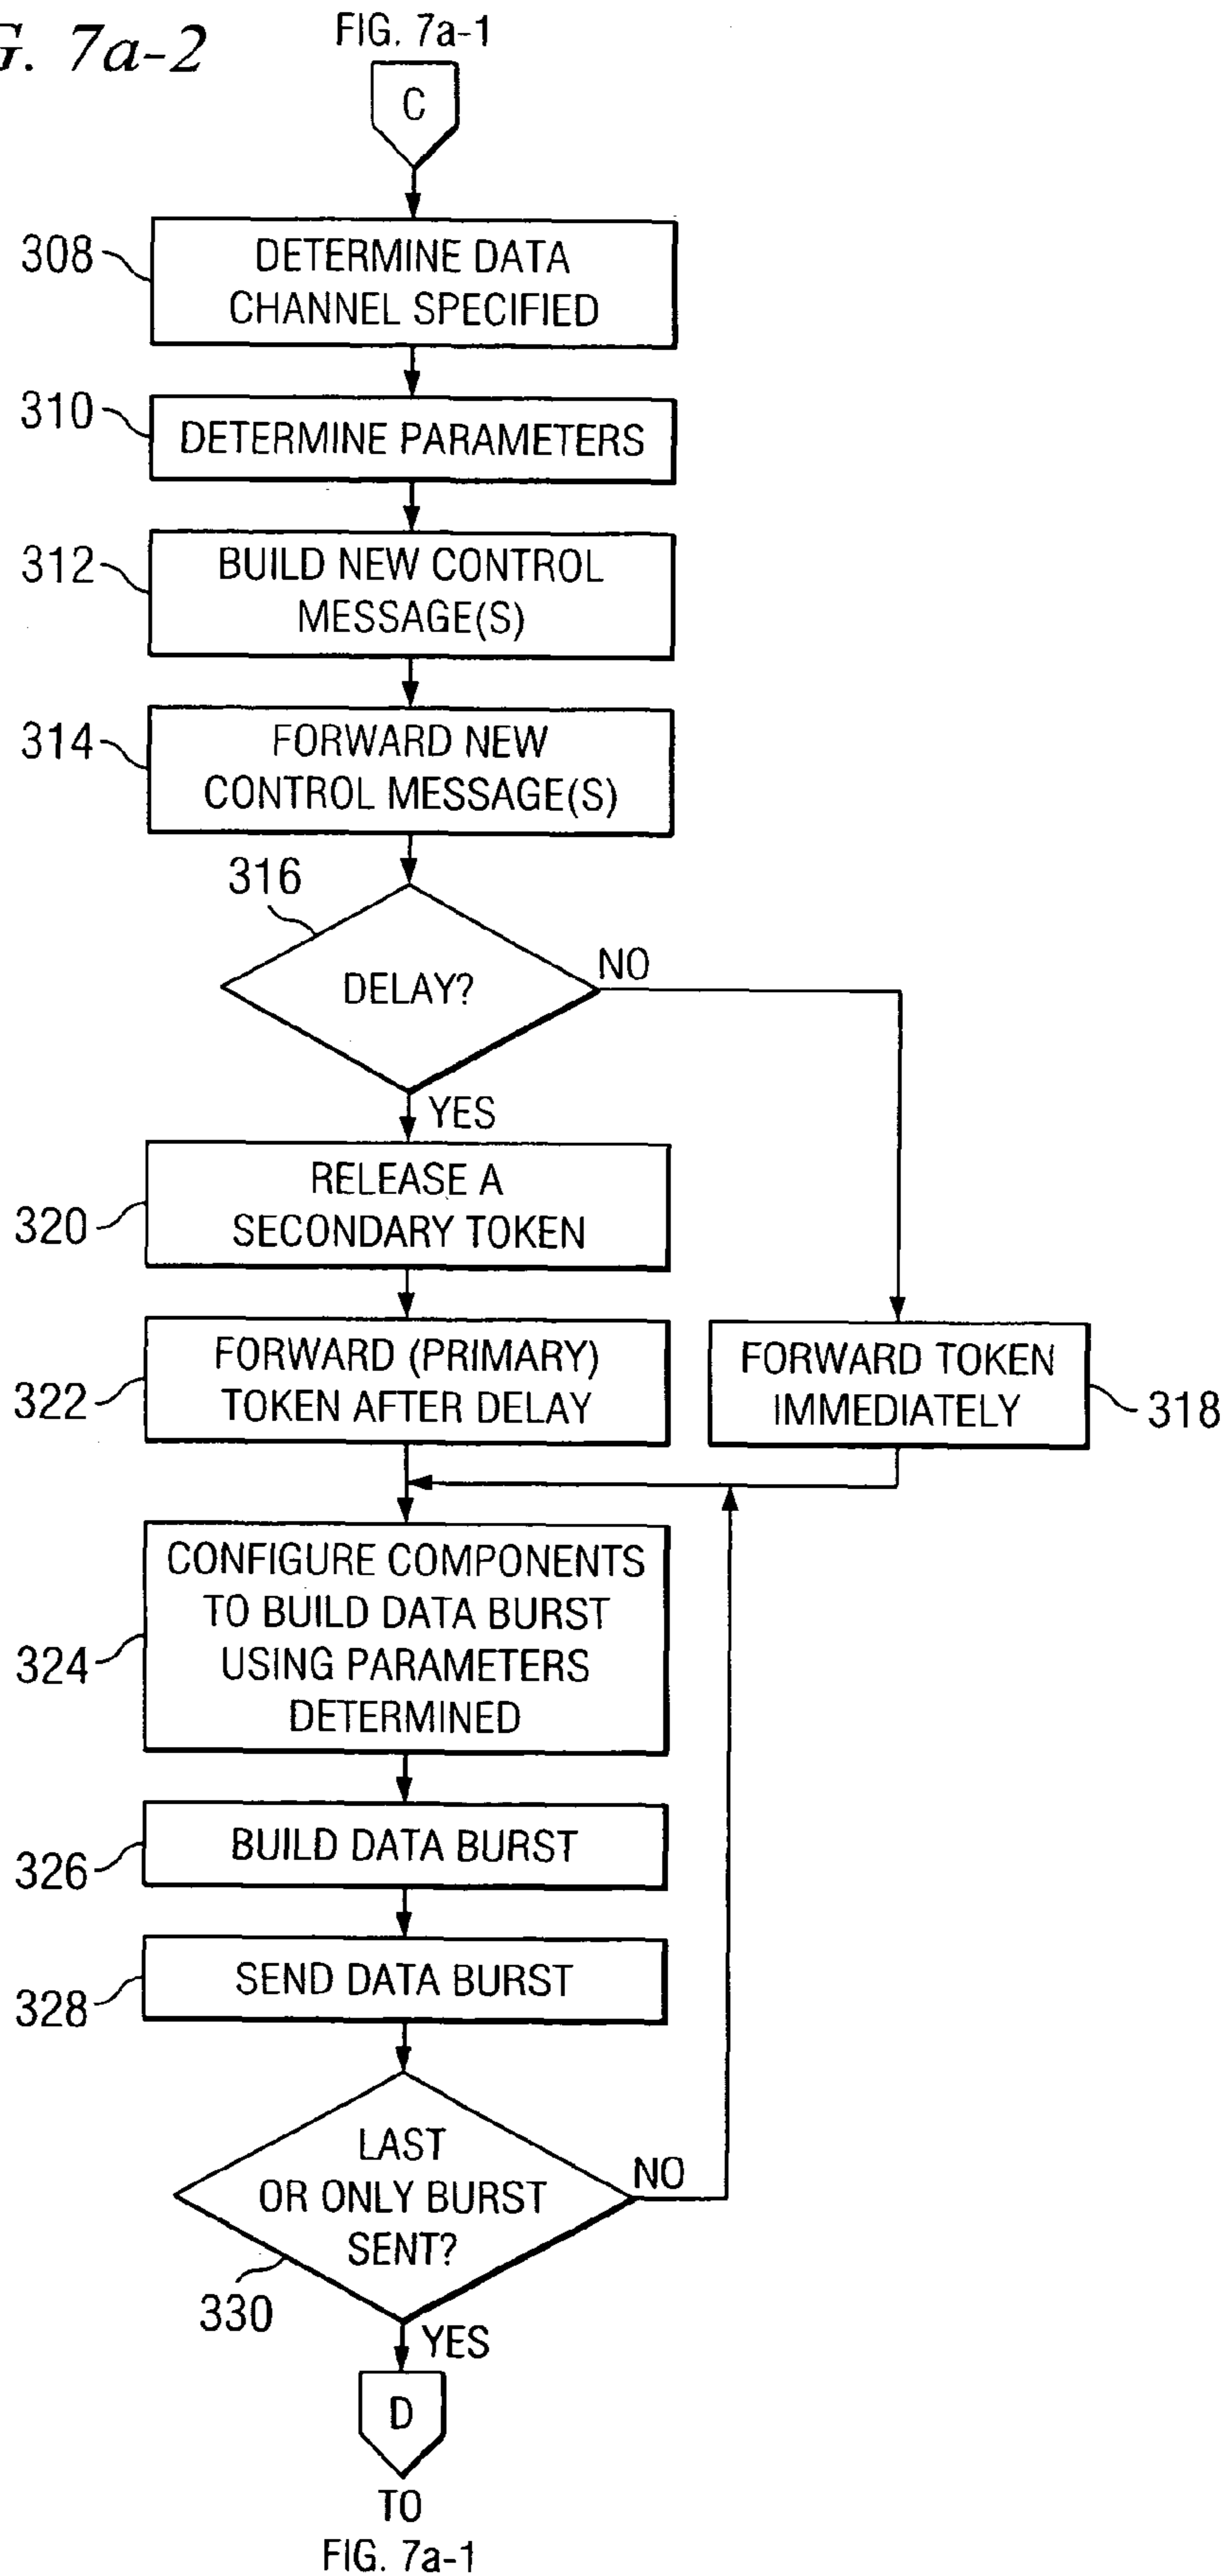 G. 7a-2
FIG. 7a-1
C
308
DETERMINE DATA
CHANNEL SPECIFIED
310
DETERMINE PARAMETERS
312
BUILD NEW CONTROL
MESSAGE(S)
314
FORWARD NEW
CONTROL MESSAGE(S)
316
DELAY?
NO
YES
320
RELEASE A
SECONDARY TOKEN
322
FORWARD (PRIMARY)
TOKEN AFTER DELAY
FORWARD TOKEN
IMMEDIATELY
318
324
CONFIGURE COMPONENTS
TO BUILD DATA BURST
USING PARAMETERS
DETERMINED
326
BUILD DATA BURST
328
SEND DATA BURST
LAST
OR ONLY BURST
SENT?
NO
330
YES
D
TO
FIG. 7a-1